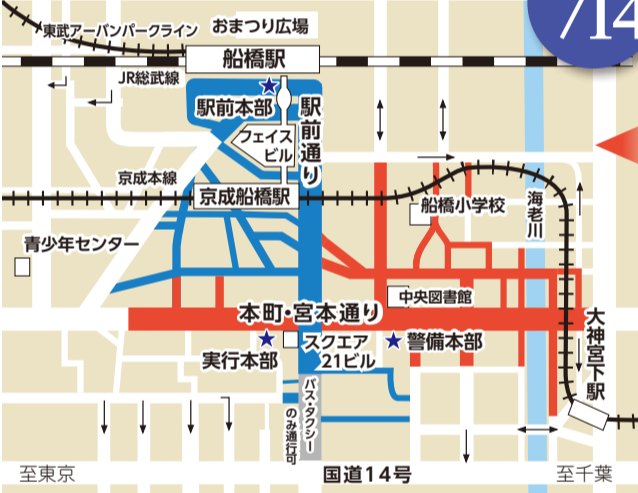 7/14
東武アーバンパークライン
おまつり広場
船橋駅
JR総武線
駅前本部
駅前通り
フェイス
ビル
京成本線
京成船橋駅
船橋小学校
海老川
青少年センター
中央図書館
本町・宮本通り
大神宮下駅
実行本部
スクエア
21ビル
警備本部
バス・タクシー
のみ通行可
至東京
国道14号
至千葉